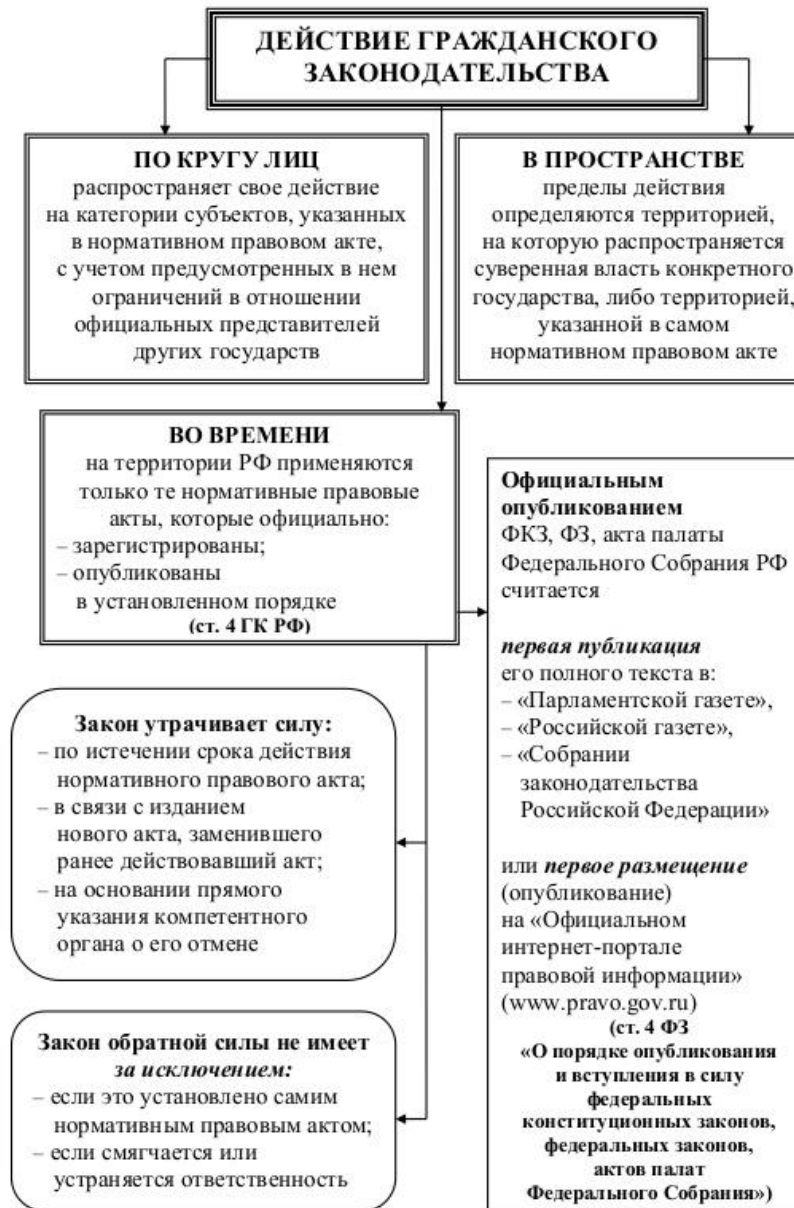 ДЕЙСТВИЕ ГРАЖДАНСКОГО
ЗАКОНОДАТЕЛЬСТВА
ПО КРУГУ ЛИЦ
распространяет свое действие
на категории субъектов, указанных
в нормативном правовом акте,
с учетом предусмотренных в нем
ограничений в отношении
официальных представителей
других государств
В ПРОСТРАНСТВЕ
пределы действия
определяются территорией,
на которую распространяется
суверенная власть конкретного
государства, либо территорией,
указанной в самом
нормативном правовом акте
ВО ВРЕМЕНИ
на территории РФ применяются
только те нормативные правовые
акты, которые официально:
– зарегистрированы;
– опубликованы
в установленном порядке
(ст. 4 ГК РФ)
Официальным
опубликованием
ФКЗ, ФЗ, акта палаты
Федерального Собрания РФ
считается
первая публикация
его полного текста в:
– «Парламентской газете»,
– «Российской газете»,
– «Собрании
законодательства
Российской Федерации»
или первое размещение
(опубликование)
на «Официальном
интернет-портале
правовой информации»
(www.pravo.gov.ru)
(ст. 4 ФЗ
«О порядке опубликования
и вступления в силу
федеральных
конституционных законов,
федеральных законов,
актов палат
Федерального Собрания»)
Закон утрачивает силу:
– по истечении срока действия
нормативного правового акта;
– в связи с изданием
нового акта, заменившего
ранее действовавший акт;
– на основании прямого
указания компетентного
органа о его отмене
Закон обратной силы не имеет
за исключением:
– если это установлено самим
нормативным правовым актом;
– если смягчается или
устраняется ответственность